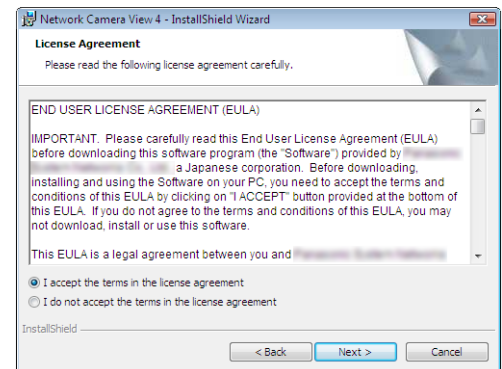 Network Camera View 4 - InstallShield Wizard
License Agreement
Please read the following license agreement carefully.
END USER LICENSE AGREEMENT (EULA)
IMPORTANT. Please carefully read this End User License Agreement (EULA)
before downloading this software program (the "Software") provided by
, a Japanese corporation. Before downloading,
installing and using the Software on your PC, you need to accept the terms and
conditions of this EULA by clicking on "I ACCEPT" button provided at the bottom of
this EULA. If you do not agree to the terms and conditions of this EULA, you may
not download, install or use this software.
This EULA is a legal agreement between you and
I accept the terms in the license agreement
I do not accept the terms in the license agreement
InstallShield
< Back
Next >
Cancel